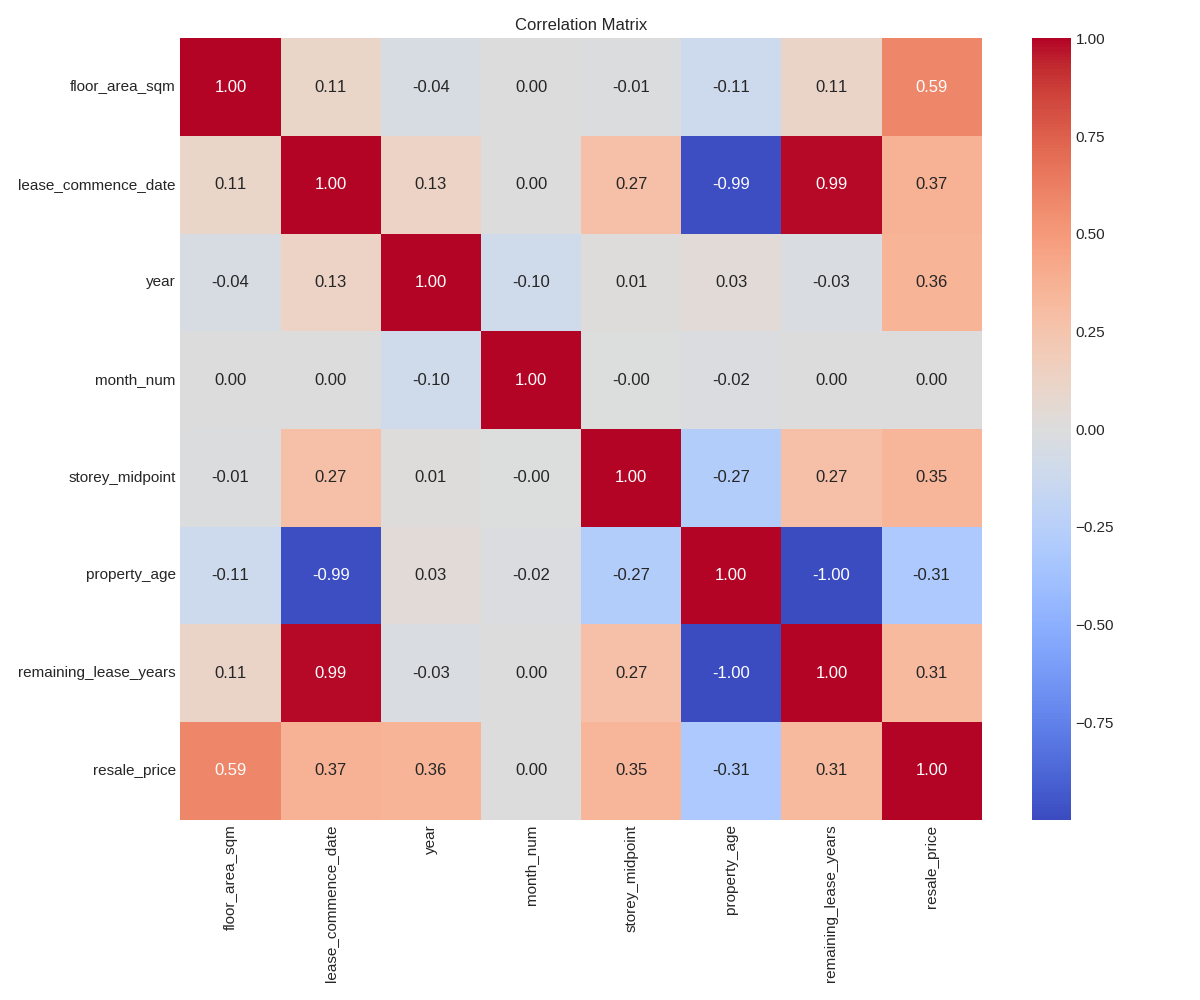 Correlation Matrix
floor_area_sqm 1.00 0.11 -0.04 0.00 -0.01 -0.11 0.11 0.59
lease_commence_date 0.11 1.00 0.13 0.00 0.27 -0.99 0.99 0.37
year -0.04 0.13 1.00 -0.10 0.01 0.03 -0.03 0.36
month_num 0.00 0.00 -0.10 1.00 -0.00 -0.02 0.00 0.00
storey_midpoint -0.01 0.27 0.01 -0.00 1.00 -0.27 0.27 0.35
property_age -0.11 -0.99 0.03 -0.02 -0.27 1.00 -1.00 -0.31
remaining_lease_years 0.11 0.99 -0.03 0.00 0.27 -1.00 1.00 0.31
resale_price 0.59 0.37 0.36 0.00 0.35 -0.31 0.31 1.00
floor_area_sqm
lease_commence_date
year
month_num
storey_midpoint
property_age
remaining_lease_years
resale_price
1.00
0.75
0.50
0.25
0.00
−0.25
−0.50
−0.75